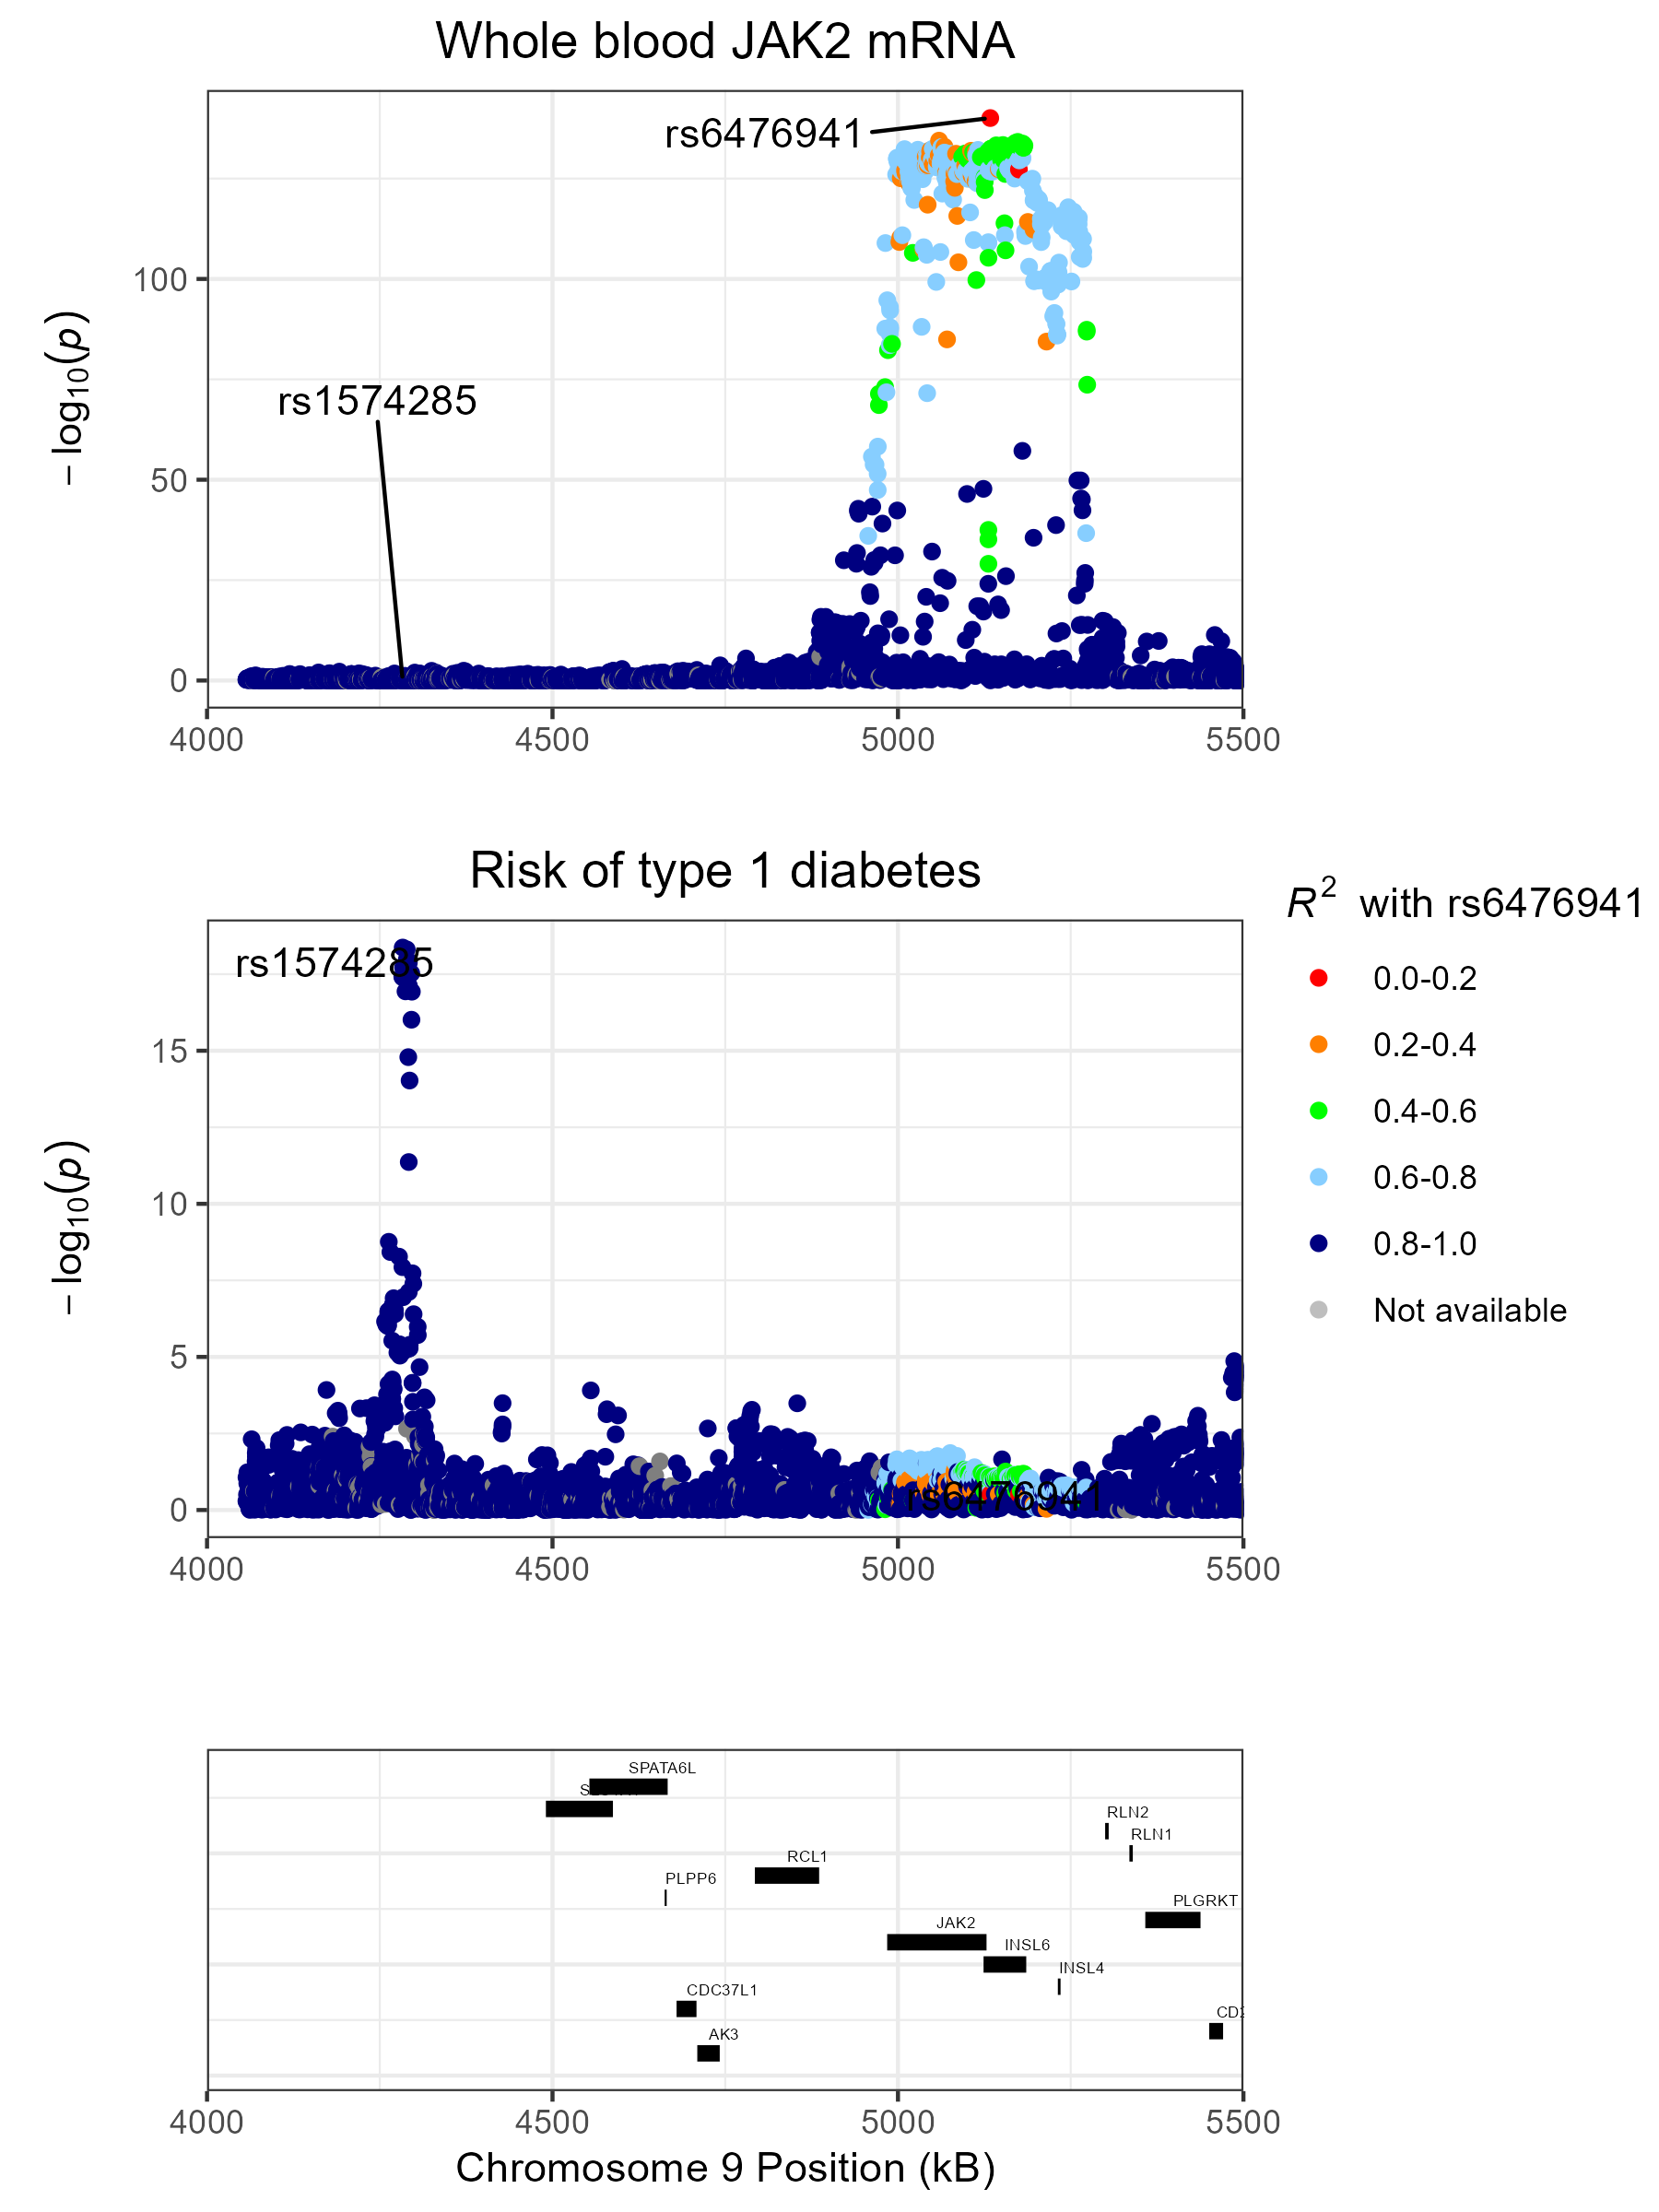 Whole blood JAK2 mRNA
rs6476941
rs1574285
−log10(p)
100
50
0
4000 4500 5000 5500
Risk of type 1 diabetes
rs1574285
rs6476941
−log10(p)
15
10
5
0
4000 4500 5000 5500
R2 with rs6476941
0.0-0.2
0.2-0.4
0.4-0.6
0.6-0.8
0.8-1.0
Not available
SPATA6L
RLN2
RLN1
RCL1
PLPP6
PLGRKT
JAK2
INSL6
INSL4
CDC37L1
AK3
4000 4500 5000 5500
Chromosome 9 Position (kB)